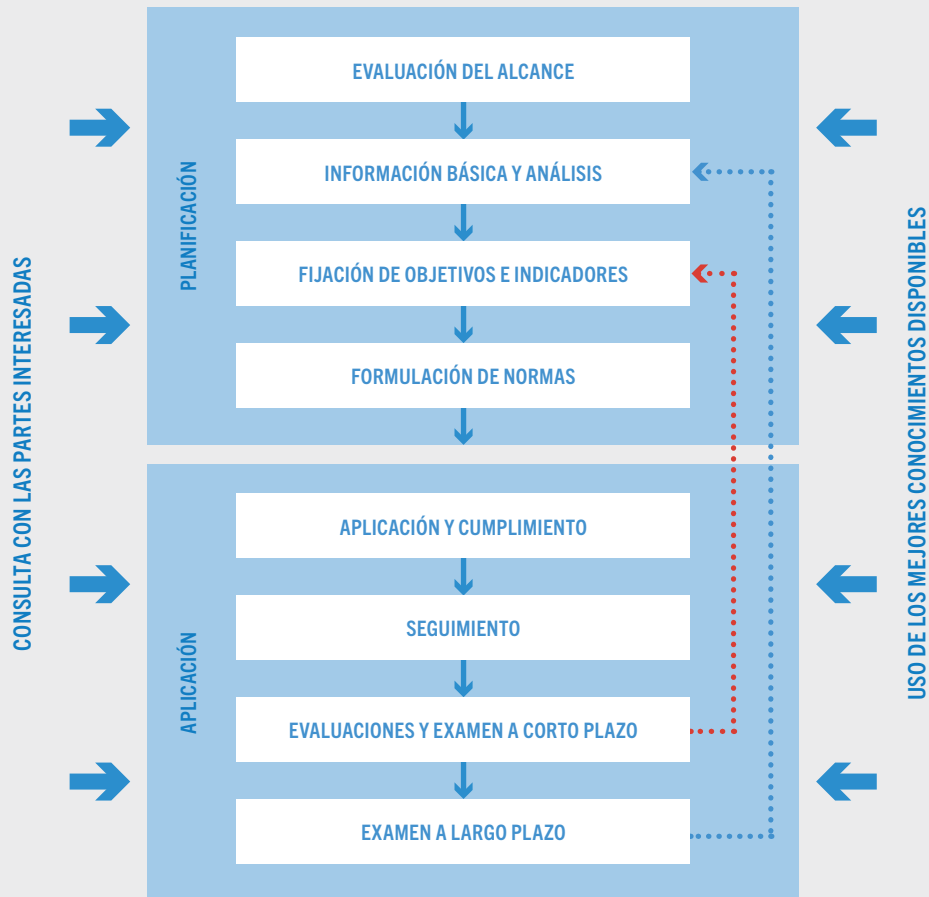 CONSULTA CON LAS PARTES INTERESADAS
PLANIFICACIÓN
EVALUACIÓN DEL ALCANCE
INFORMACIÓN BÁSICA Y ANÁLISIS
FIJACIÓN DE OBJETIVOS E INDICADORES
FORMULACIÓN DE NORMAS
APLICACIÓN
APLICACIÓN Y CUMPLIMIENTO
SEGUIMIENTO
EVALUACIONES Y EXAMEN A CORTO PLAZO
EXAMEN A LARGO PLAZO
USO DE LOS MEJORES CONOCIMIENTOS DISPONIBLES